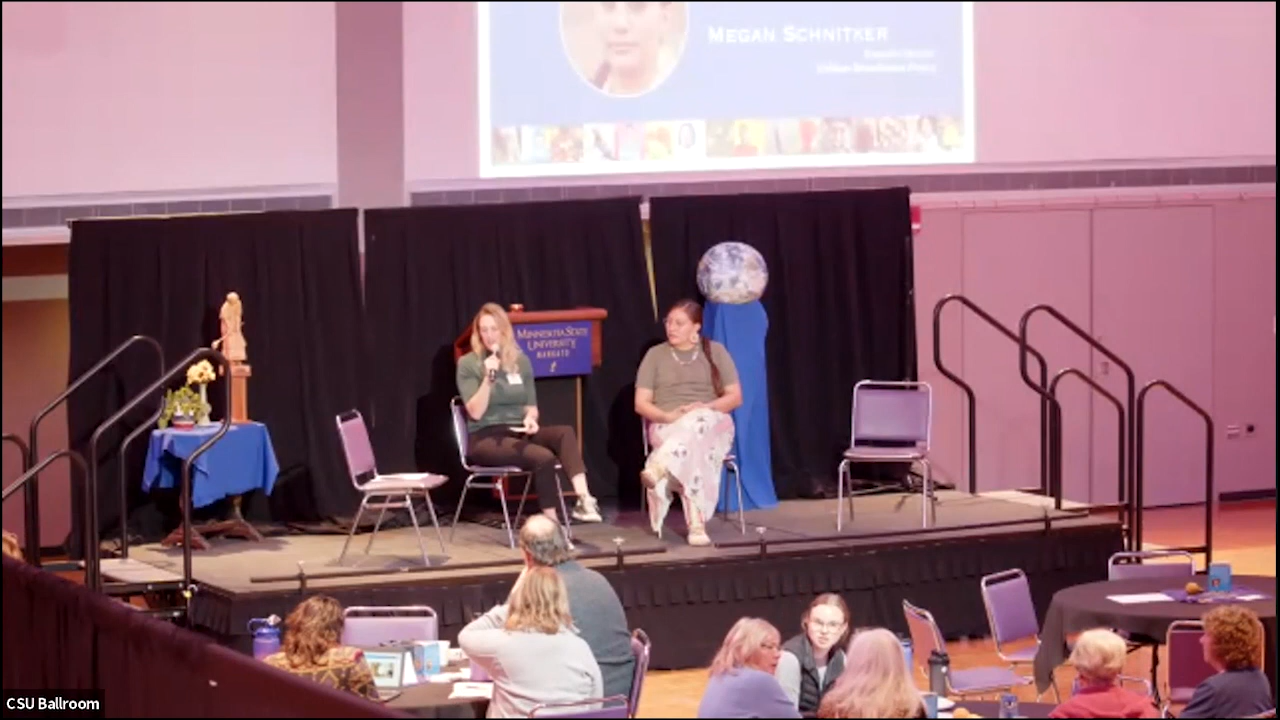 MEGAN SCHNITKER
MINNESOTA STATE
UNIVERSITY
MANKATO
CSU Ballroom